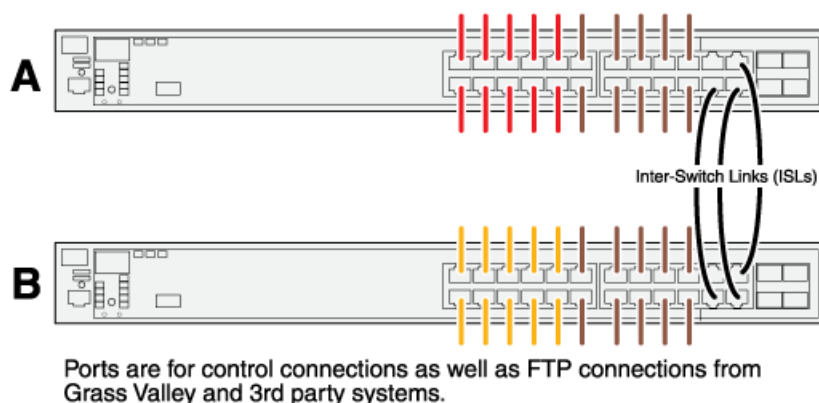 A
Inter-Switch Links (ISLs)
B
Ports are for control connections as well as FTP connections from
Grass Valley and 3rd party systems.